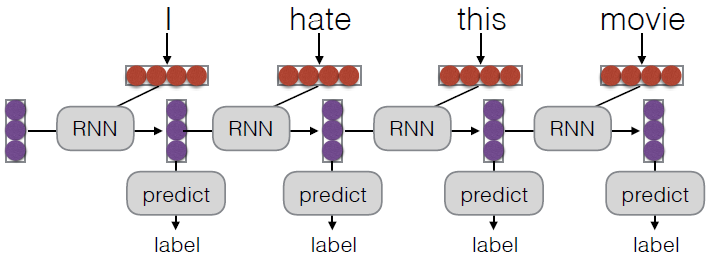 I hate this movie
RNN RNN RNN RNN
predict predict predict predict
label label label label